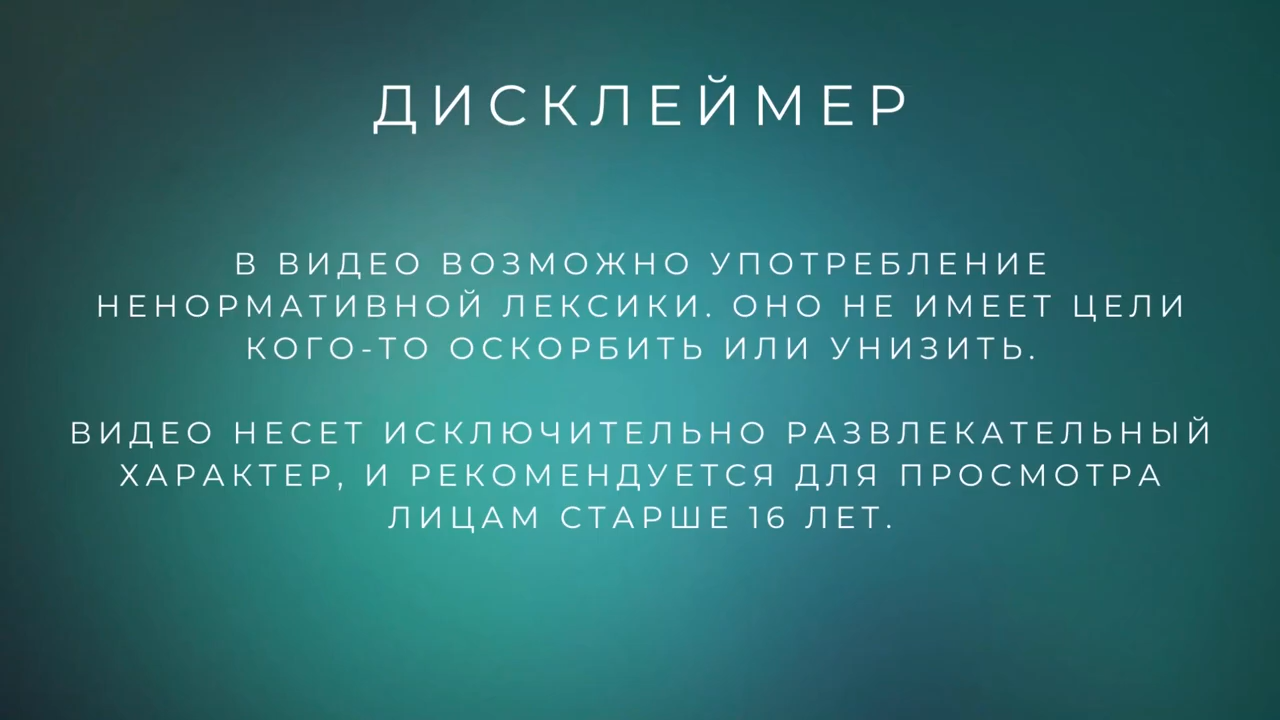 ДИСКЛЕЙМЕР
В ВИДЕО ВОЗМОЖНО УПОТРЕБЛЕНИЕ
НЕНОРМАТИВНОЙ ЛЕКСИКИ. ОНО НЕ ИМЕЕТ ЦЕЛИ
КОГО-ТО ОСКОРБИТЬ ИЛИ УНИЗИТЬ.
ВИДЕО НЕСЕТ ИСКЛЮЧИТЕЛЬНО РАЗВЛЕКАТЕЛЬНЫЙ
ХАРАКТЕР, И РЕКОМЕНДУЕТСЯ ДЛЯ ПРОСМОТРА
ЛИЦАМ СТАРШЕ 16 ЛЕТ.